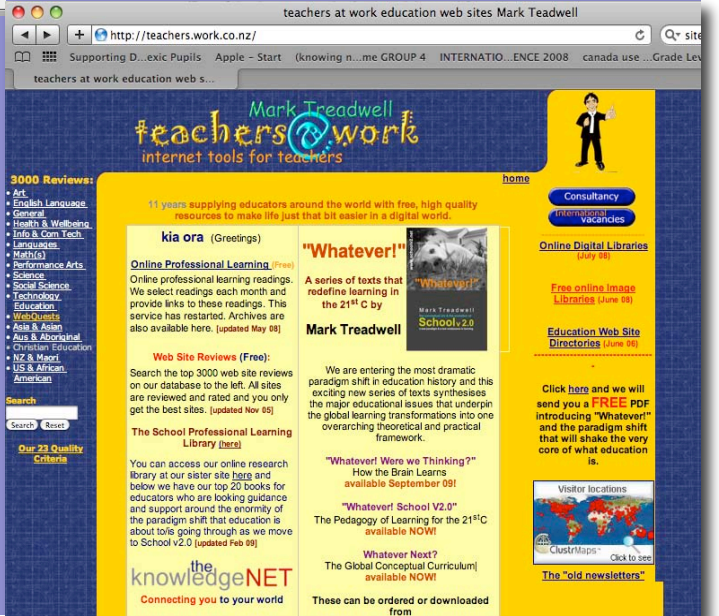 teachers at work education web sites Mark Teadwell
http://teachers.work.co.nz/
site
Supporting D...exic Pupils
Apple - Start
(knowing n...me GROUP 4
INTERNATIO...ENCE 2008
canada use ...Grade Lev
teachers at work education web s...
Mark Treadwell
teachers@work
internet tools for teachers
home
3000 Reviews:
• Art
• English Language
• General
• Health & Wellbeing
• Info & Com Tech
• Languages
• Math(s)
• Performance Arts
• Science
• Social Science
• Technology
Education
• WebQuests
• Asia & Asian
• Aus & Aboriginal
• Christian Education
• NZ & Maori
• US & African
American
Search
Search
Reset
Our 23 Quality
Criteria
11 years supplying educators around the world with free, high quality
resources to make life just that bit easier in a digital world.
kia ora (Greetings)
Online Professional Learning (Free)
Online professional learning readings.
We select readings each month and
provide links to these readings. This
service has restarted. Archives are
also available here. [updated May 08]
Web Site Reviews (Free):
Search the top 3000 web site reviews
on our database to the left. All sites
are reviewed and rated and you only
get the best sites. [updated Nov 05]
The School Professional Learning
Library (here)
You can access our online research
library at our sister site here and
below we have our top 20 books for
educators who are looking guidance
and support around the enormity of
the paradigm shift that education is
about to/is going through as we move
to School v2.0 [updated Feb 09]
the
knowledgeNET
Connecting you to your world
"Whatever!"
A series of texts that
redefine learning in
the 21st C by
Mark Treadwell
"Whatever!"
Mark Treadwell
School v 2.0
We are entering the most dramatic
paradigm shift in education history and this
exciting new series of texts synthesises
the major educational issues that underpin
the global learning transformations into one
overarching theoretical and practical
framework.
"Whatever! Were we Thinking?"
How the Brain Learns
available September 09!
"Whatever! School V2.0"
The Pedagogy of Learning for the 21stC
available NOW!
Whatever Next?
The Global Conceptual Curriculum|
available NOW!
These can be ordered or downloaded
from
Consultancy
International
vacancies
Online Digital Libraries
(July 08)
Free online Image
Libraries (June 08)
Education Web Site
Directories (June 06)
-
Click here and we will
send you a FREE PDF
introducing "Whatever!"
and the paradigm shift
that will shake the very
core of what education
is.
Visitor locations
ClustrMaps
Click to see
The "old newsletters"